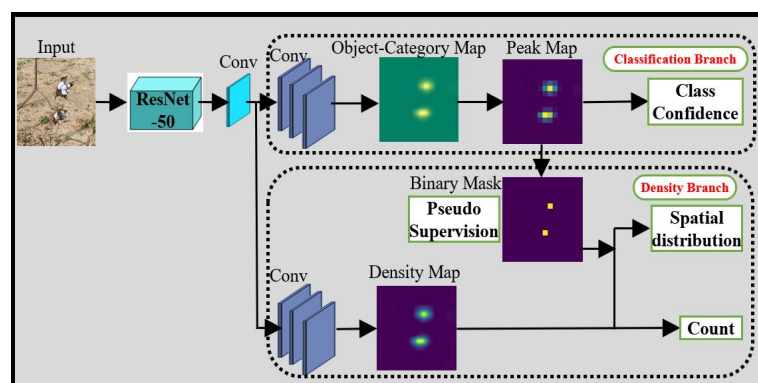 Input
ResNet
-50
Conv
Conv
Object-Category Map
Peak Map
Classification Branch
Class
Confidence
Binary Mask
Pseudo
Supervision
Density Branch
Spatial
distribution
Conv
Density Map
Count